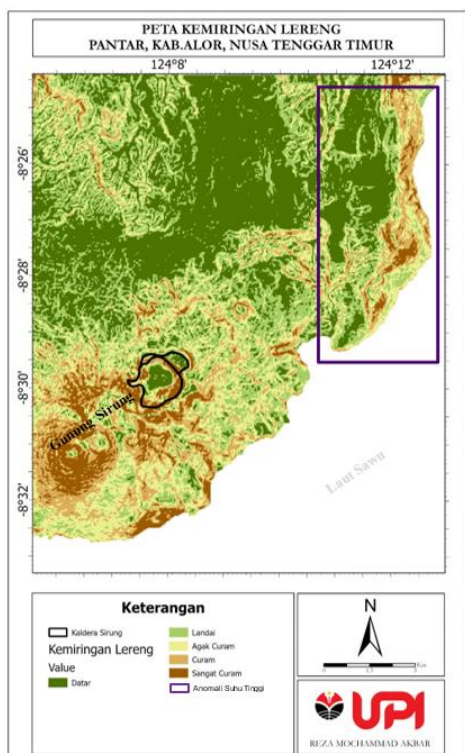 PETA KEMIRINGAN LERENG
PANTAR, KAB.ALOR, NUSA TENGGAR TIMUR
124°8' 124°12'
-8°26'
-8°28'
-8°30'
-8°32'
Gunung Sirung
Laut Sawu
Keterangan
Kaldera Sirung
Kemiringan Lereng
Value
Datar
Landai
Agak Curam
Curam
Sangat Curam
Anomali Suhu Tinggi
N
0
Km
UPI
REZA MOCHAMMAD AKBAR